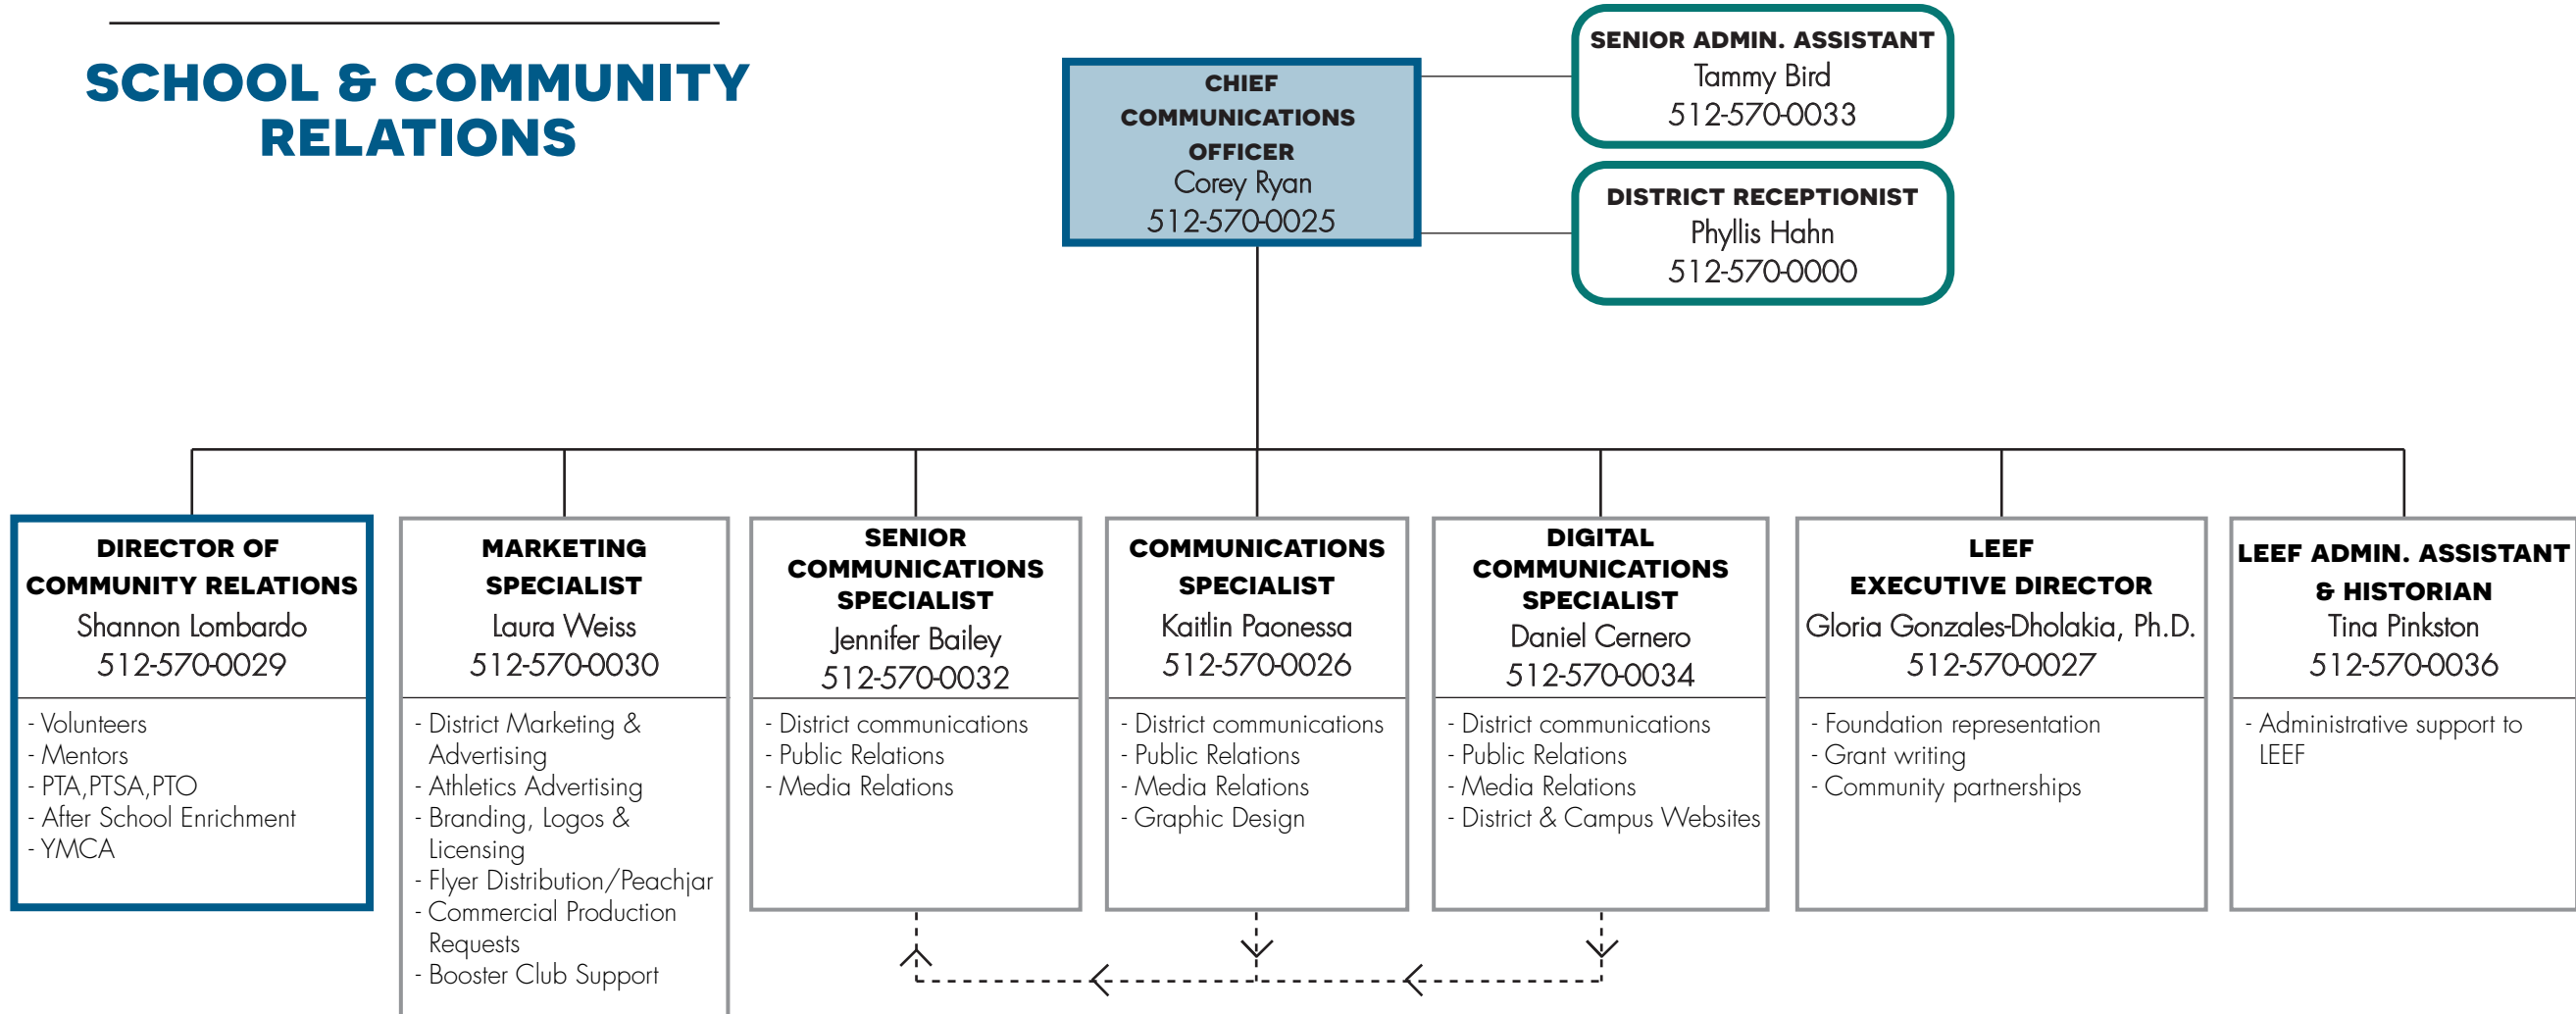 SCHOOL & COMMUNITY
RELATIONS
CHIEF
COMMUNICATIONS
OFFICER
Corey Ryan
512-570-0025
SENIOR ADMIN. ASSISTANT
Tammy Bird
512-570-0033
DISTRICT RECEPTIONIST
Phyllis Hahn
512-570-0000
DIRECTOR OF
COMMUNITY RELATIONS
Shannon Lombardo
512-570-0029
- Volunteers
- Mentors
- PTA,PTSA,PTO
- After School Enrichment
- YMCA
MARKETING
SPECIALIST
Laura Weiss
512-570-0030
- District Marketing &
Advertising
- Athletics Advertising
- Branding, Logos &
Licensing
- Flyer Distribution/Peachjar
- Commercial Production
Requests
- Booster Club Support
SENIOR
COMMUNICATIONS
SPECIALIST
Jennifer Bailey
512-570-0032
- District communications
- Public Relations
- Media Relations
COMMUNICATIONS
SPECIALIST
Kaitlin Paonessa
512-570-0026
- District communications
- Public Relations
- Media Relations
- Graphic Design
DIGITAL
COMMUNICATIONS
SPECIALIST
Daniel Cernero
512-570-0034
- District communications
- Public Relations
- Media Relations
- District & Campus Websites
LEEF
EXECUTIVE DIRECTOR
Gloria Gonzales-Dholakia, Ph.D.
512-570-0027
- Foundation representation
- Grant writing
- Community partnerships
LEEF ADMIN. ASSISTANT
& HISTORIAN
Tina Pinkston
512-570-0036
- Administrative support to
LEEF